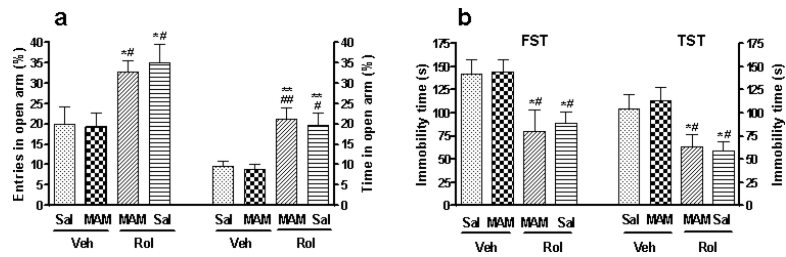 a
b
Entries in open arm (%)
40
35
30
25
20
15
10
5
0
*#
*#
**
##
**
#
40
35
30
25
20
15
10
5
0
Time in open arm (%)
Sal MAM MAM Sal
Veh Rol
Sal MAM MAM Sal
Veh Rol
Immobility time (s)
175
150
125
100
75
50
25
0
FST
TST
*#
*#
*#
*#
175
150
125
100
75
50
25
0
Immobility time (s)
Sal MAM MAM Sal
Veh Rol
Sal MAM MAM Sal
Veh Rol